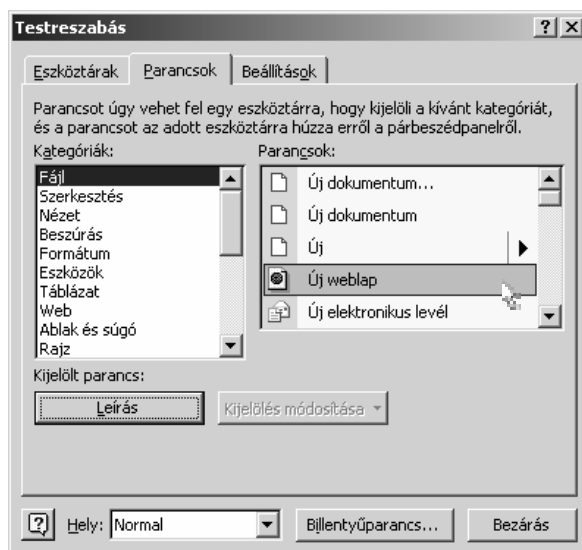 Testreszabás
Eszköztárak Parancsok Beállítások
Parancsot úgy vehet fel egy eszköztárra, hogy kijelöli a kívánt kategóriát,
és a parancsot az adott eszköztárra húzza erről a párbeszédpanelről.
Kategóriák:
Fájl
Szerkesztés
Nézet
Beszúrás
Formátum
Eszközök
Táblázat
Web
Ablak és súgó
Rajz
Parancsok:
Új dokumentum...
Új dokumentum
Új
Új weblap
Új elektronikus levél
Kijelölt parancs:
Leírás Kijelölés módosítása
Hely: Normal Billentyűparancs... Bezárás